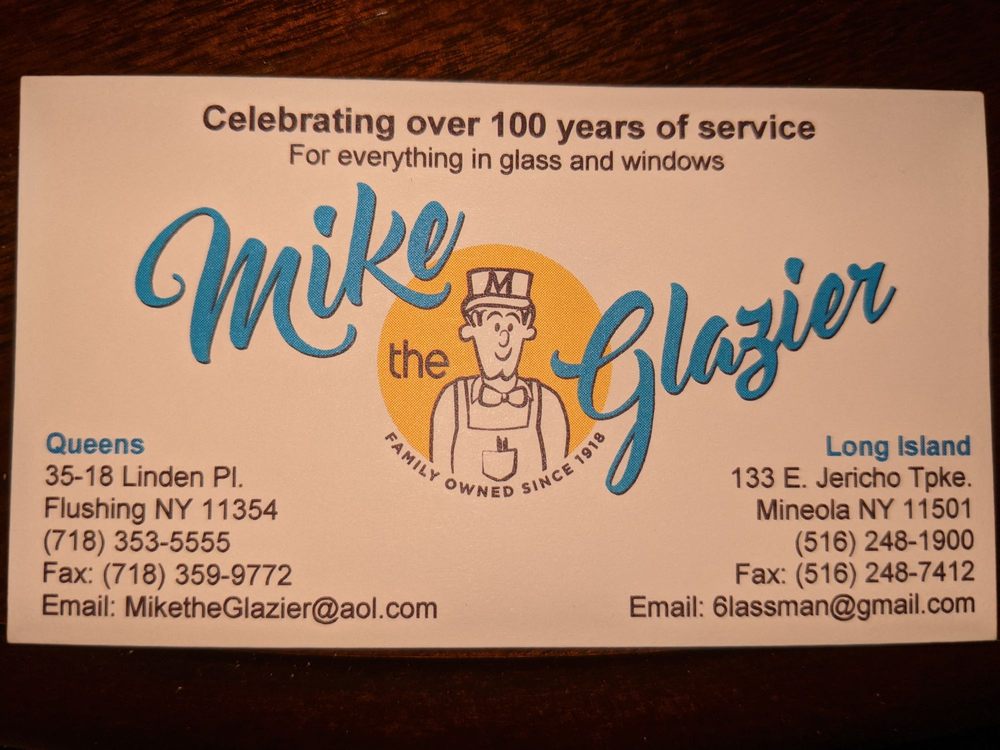 Celebrating over 100 years of service
For everything in glass and windows
Mike
the
Glazier
M
FAMILY OWNED SINCE 1918
Queens
35-18 Linden Pl.
Flushing NY 11354
(718) 353-5555
Fax: (718) 359-9772
Email: MiketheGlazier@aol.com
Long Island
133 E. Jericho Tpke.
Mineola NY 11501
(516) 248-1900
Fax: (516) 248-7412
Email: 6lassman@gmail.com